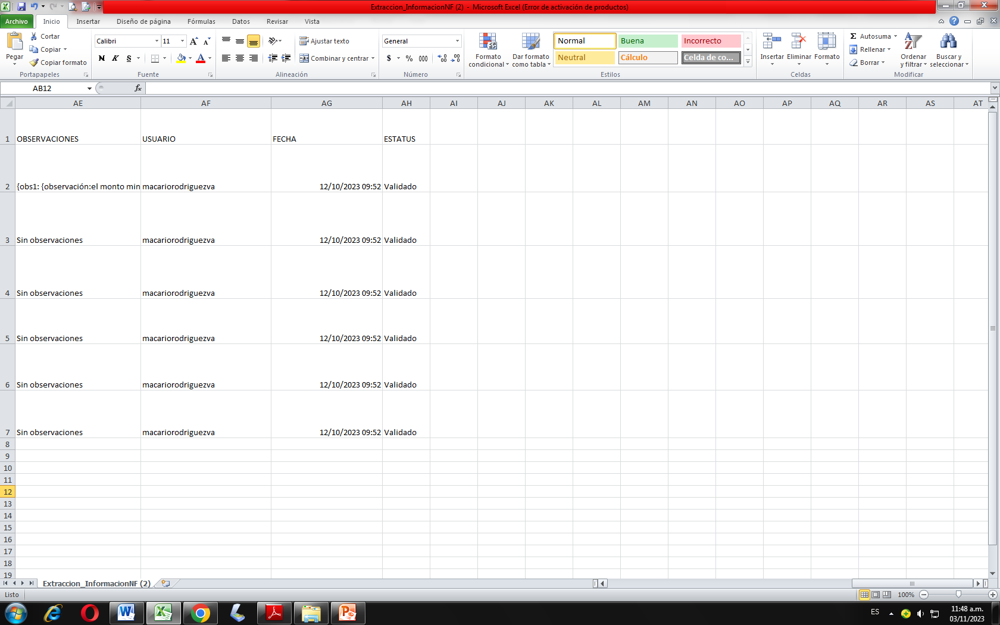 Extraccion_InformacionNF (2) - Microsoft Excel (Error de activación de productos)
Archivo Inicio Insertar Diseño de página Fórmulas Datos Revisar Vista
Pegar Cortar Copiar Copiar formato Portapapeles
Calibri 11 N K S Fuente
Ajustar texto Combinar y centrar Alineación
General $ % 000 Número
Formato condicional Dar formato como tabla Normal Buena Incorrecto Neutral Cálculo Celda de co... Estilos
Insertar Eliminar Formato Celdas
Autosuma Rellenar Borrar Ordenar y filtrar Buscar y seleccionar Modificar
AB12 fx
AE AF AG AH AI AJ AK AL AM AN AO AP AQ AR AS AT
1 OBSERVACIONES USUARIO FECHA ESTATUS
2 {obs1: {observación:el monto min macariorodriguezva 12/10/2023 09:52 Validado
3 Sin observaciones macariorodriguezva 12/10/2023 09:52 Validado
4 Sin observaciones macariorodriguezva 12/10/2023 09:52 Validado
5 Sin observaciones macariorodriguezva 12/10/2023 09:52 Validado
6 Sin observaciones macariorodriguezva 12/10/2023 09:52 Validado
7 Sin observaciones macariorodriguezva 12/10/2023 09:52 Validado
8
9
10
11
12
13
14
15
16
17
18
19
Extraccion_InformacionNF (2)
Listo 100%
ES 11:48 a.m.
03/11/2023